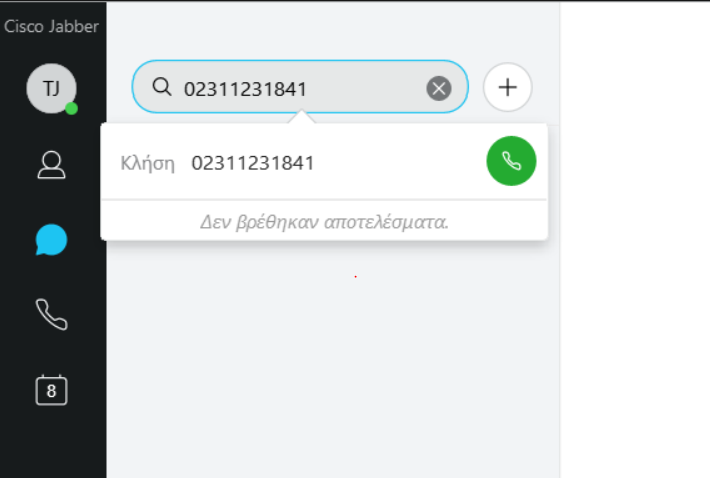 Cisco Jabber
TJ
02311231841
Κλήση 02311231841
Δεν βρέθηκαν αποτελέσματα.
8